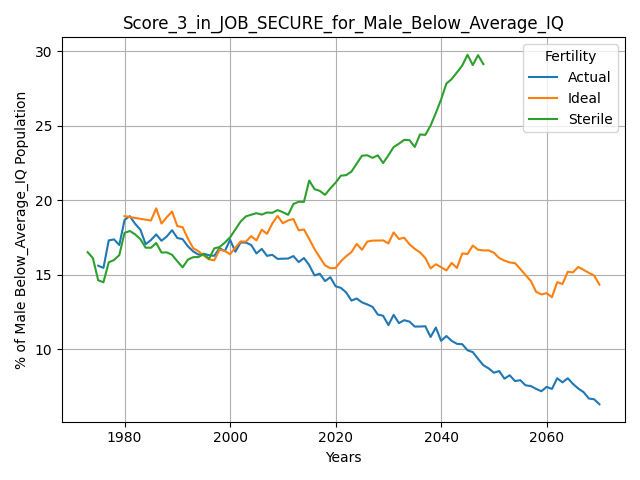 Score_3_in_JOB_SECURE_for_Male_Below_Average_IQ
% of Male Below_Average_IQ Population
30
25
20
15
10
1980
2000
2020
2040
2060
Years
Fertility
Actual
Ideal
Sterile